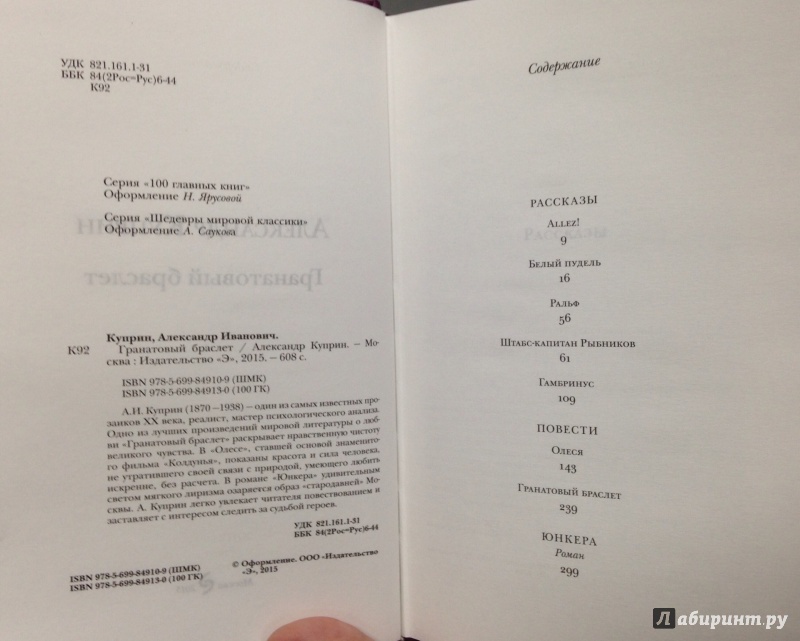 УДК 821.161.1-31
ББК 84(2Рос=Рус)6-44
К92
Серия «100 главных книг»
Оформление Н. Ярусовой
Серия «Шедевры мировой классики»
Оформление А. Саукова
Куприн, Александр Иванович.
К92 Гранатовый браслет / Александр Куприн. – Мо-
сква : Издательство «Э», 2015. – 608 с.
ISBN 978-5-699-84910-9 (ШМК)
ISBN 978-5-699-84913-0 (100 ГК)
А.И. Куприн (1870 – 1938) – один из самых известных про-
заиков XX века, реалист, мастер психологического анализа.
Одно из лучших произведений мировой литературы о люб-
ви «Гранатовый браслет» раскрывает нравственную чистоту
великого чувства. В «Олесе», ставшей основой знаменито-
го фильма «Колдунья», показаны красота и сила человека,
не утратившего своей связи с природой, умеющего любить
искренне, без расчета. В романе «Юнкера» удивительным
светом мягкого лиризма озаряется образ «стародавней» Мо-
сквы. А. Куприн легко увлекает читателя повествованием и
заставляет с интересом следить за судьбой героев.
УДК 821.161.1-31
ББК 84(2Рос=Рус)6-44
ISBN 978-5-699-84910-9 (ШМК)
ISBN 978-5-699-84913-0 (100 ГК)
© Оформление. ООО «Издательство
«Э», 2015
Содержание
РАССКАЗЫ
ALLEZ!
9
БЕЛЫЙ ПУДЕЛЬ
16
РАЛЬФ
56
ШТАБС-КАПИТАН РЫБНИКОВ
61
ГАМБРИНУС
109
ПОВЕСТИ
ОЛЕСЯ
143
ГРАНАТОВЫЙ БРАСЛЕТ
239
ЮНКЕРА
Роман
299
Лабиринт.ру